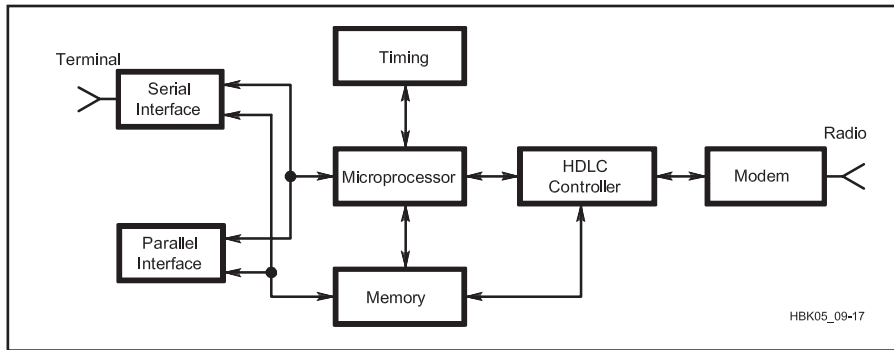 Timing
Terminal
Serial
Interface
Radio
Microprocessor
HDLC
Controller
Modem
Parallel
Interface
Memory
HBK05_09-17